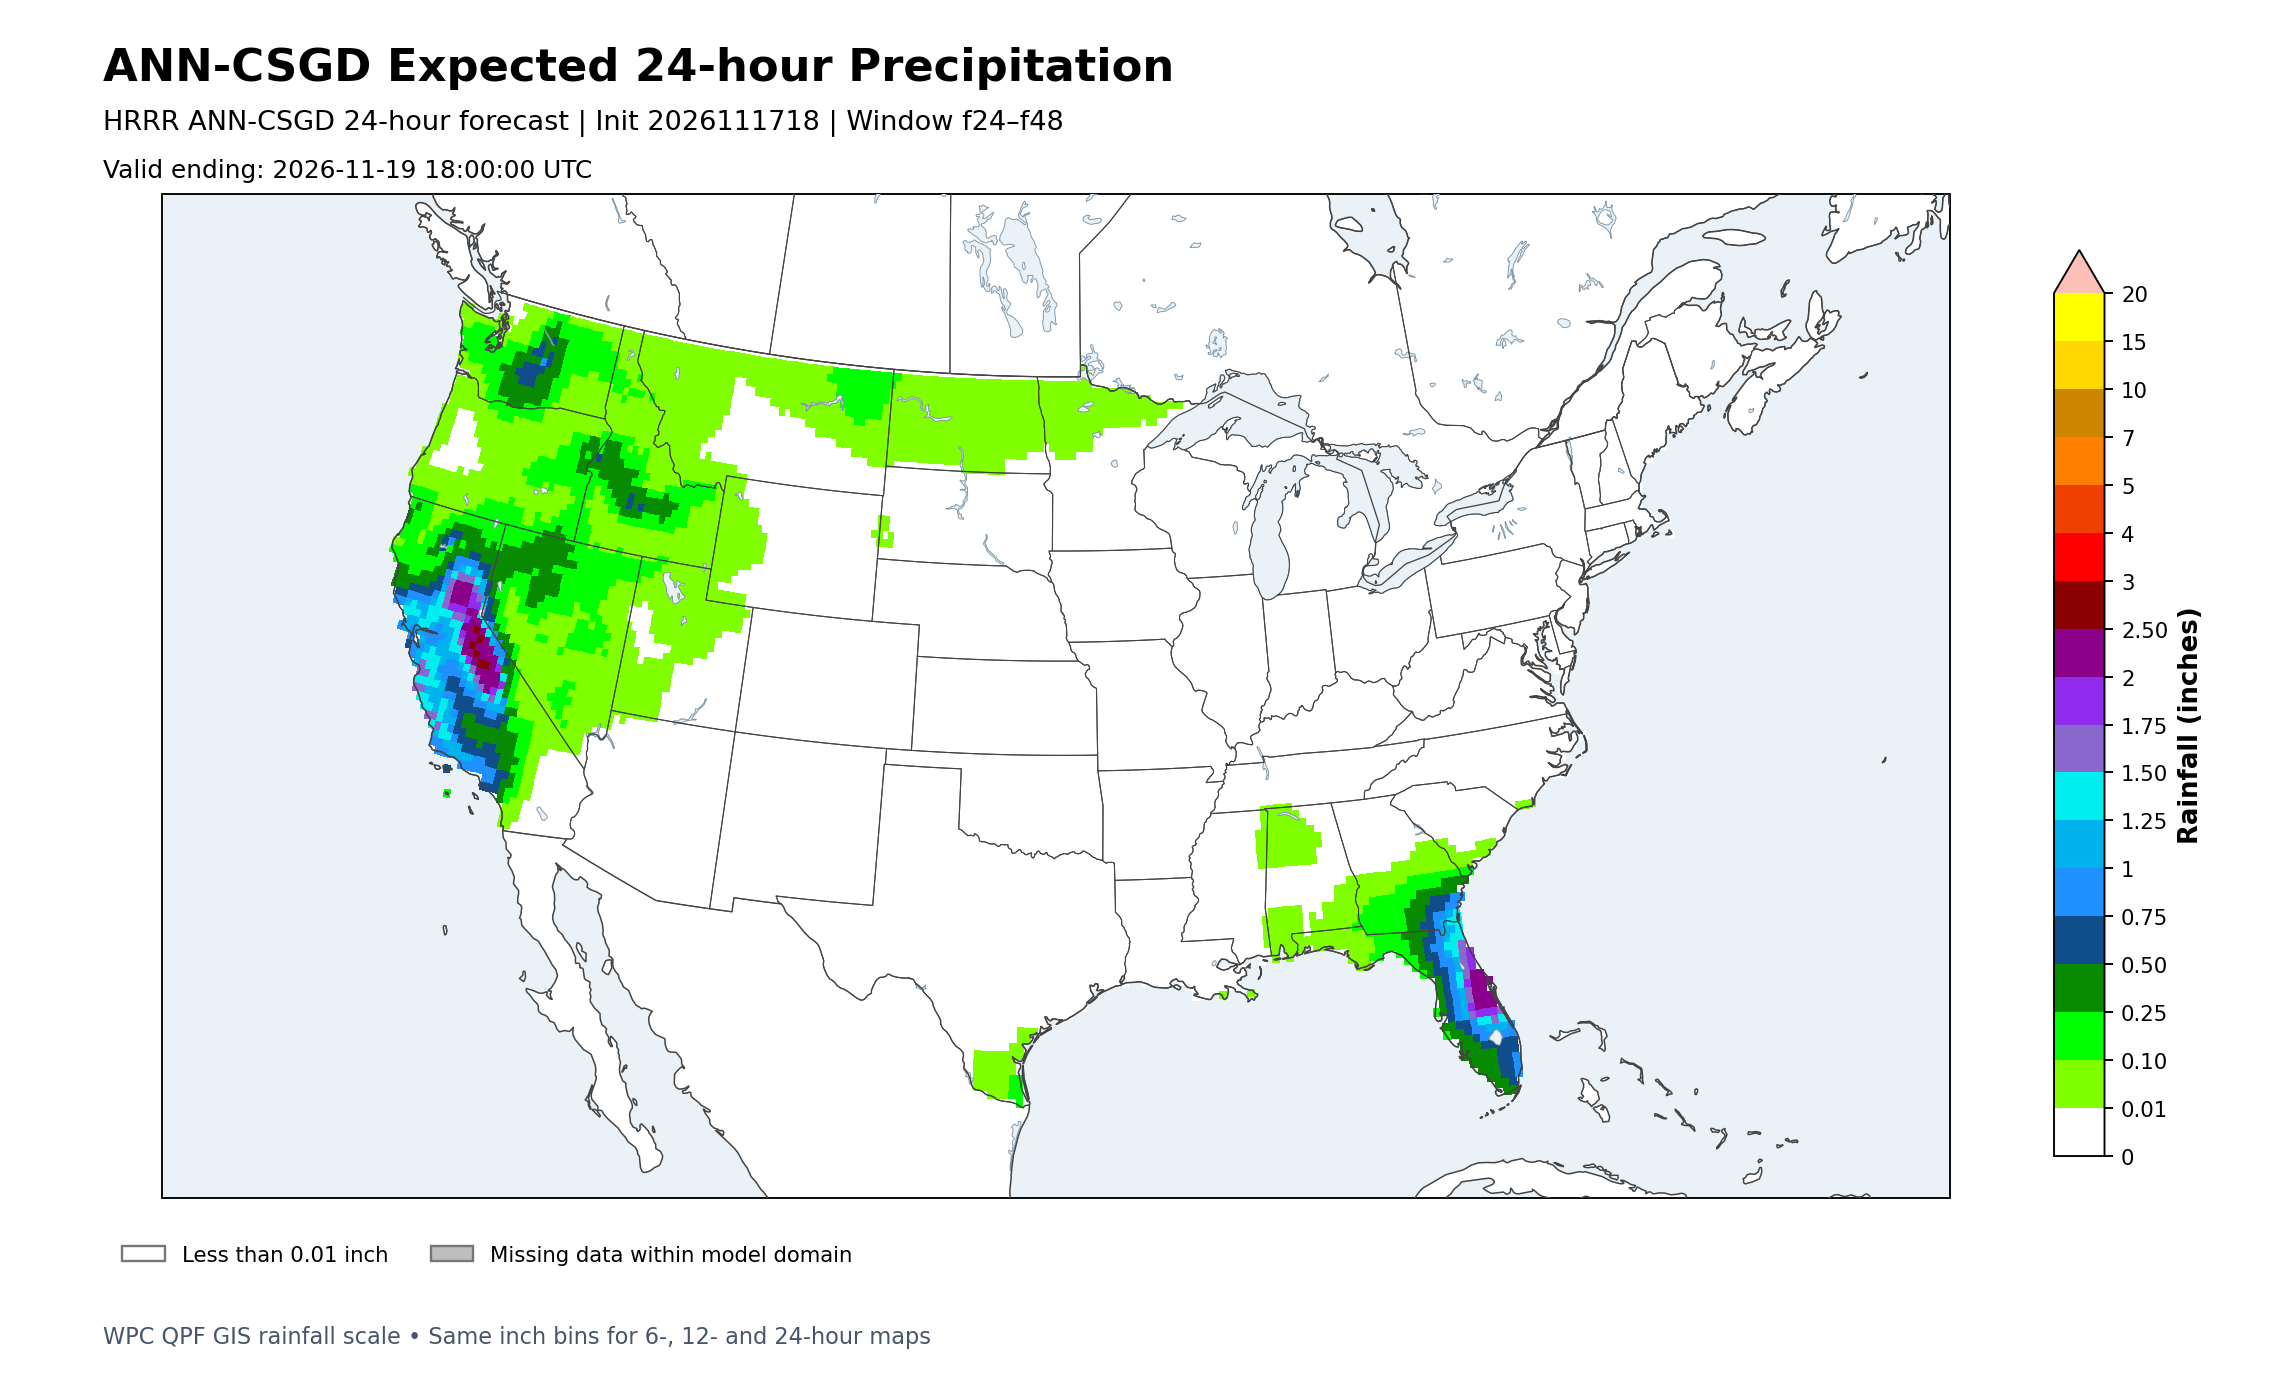 ANN-CSGD Expected 24-hour Precipitation
HRRR ANN-CSGD 24-hour forecast | Init 2026111718 | Window f24–f48
Valid ending: 2026-11-19 18:00:00 UTC
20
15
10
7
5
4
3
2.50
2
1.75
1.50
1.25
1
0.75
0.50
0.25
0.10
0.01
0
Rainfall (inches)
Less than 0.01 inch
Missing data within model domain
WPC QPF GIS rainfall scale • Same inch bins for 6-, 12- and 24-hour maps